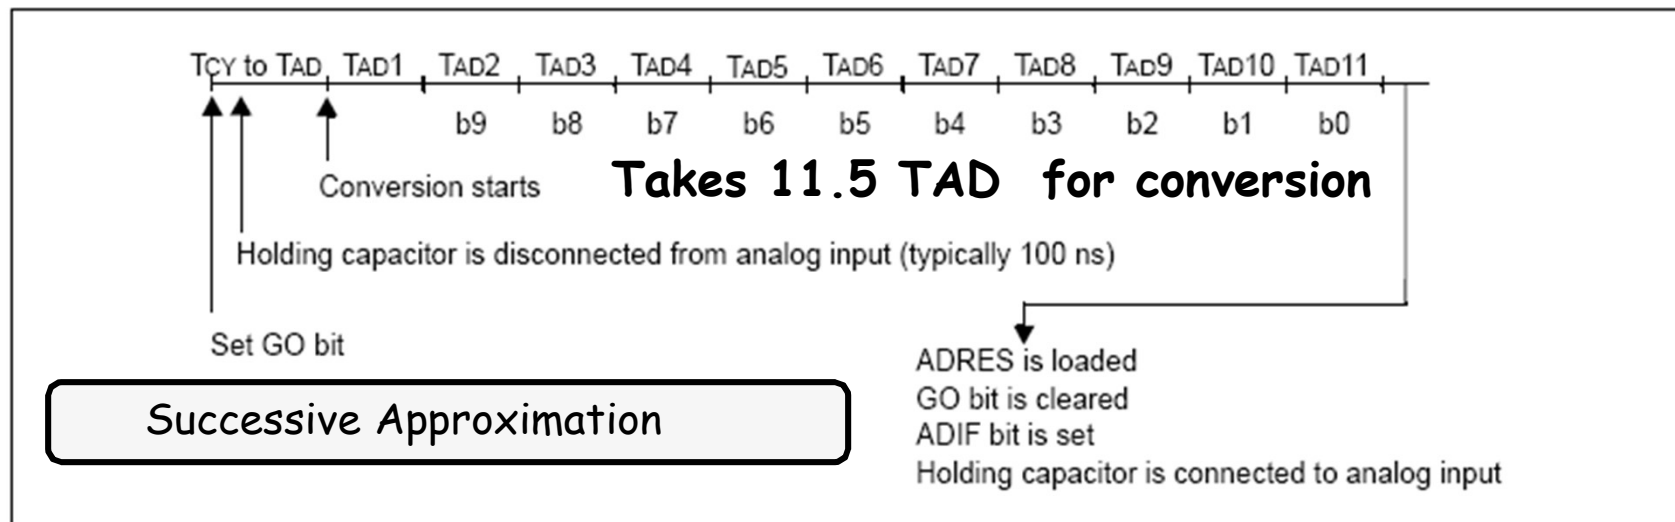 TCY to TAD TAD1 TAD2 TAD3 TAD4 TAD5 TAD6 TAD7 TAD8 TAD9 TAD10 TAD11
b9 b8 b7 b6 b5 b4 b3 b2 b1 b0
Conversion starts
Takes 11.5 TAD for conversion
Holding capacitor is disconnected from analog input (typically 100 ns)
Set GO bit
ADRES is loaded
GO bit is cleared
ADIF bit is set
Holding capacitor is connected to analog input
Successive Approximation